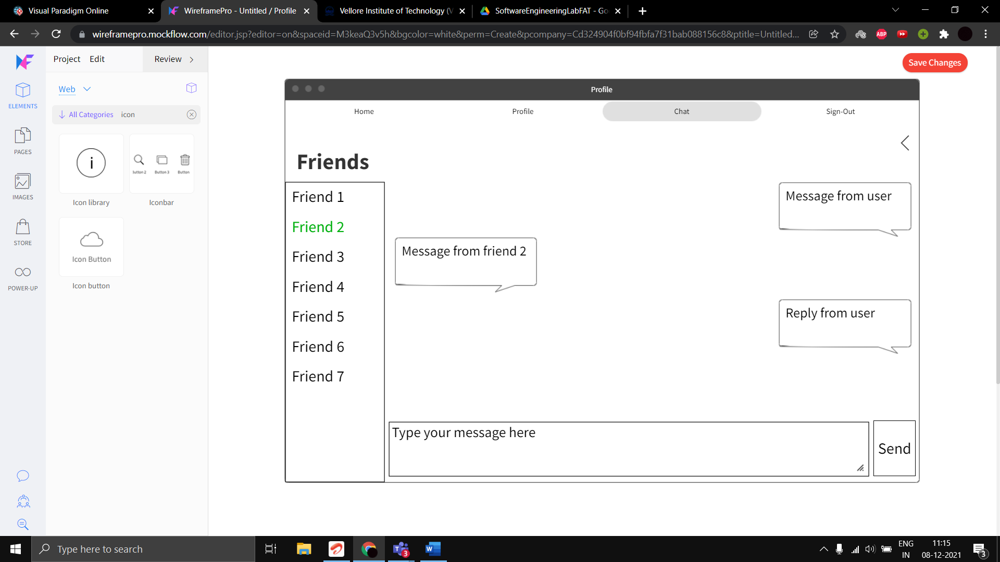 Visual Paradigm Online
WireframePro - Untitled / Profile
Vellore Institute of Technology (V
SoftwareEngineeringLabFAT - Go
wireframepro.mockflow.com/editor.jsp?editor=on&spaceid=M3keaQ3v5h&bgcolor=white&perm=Create&pcompany=Cd324904f0bf94fbfa7f31bab088156c8&ptitle=Untitled...
ABP
Project Edit Review
Save Changes
Web
ELEMENTS
All Categories icon
i
Button 2 Button 3 Button
Icon library Iconbar
PAGES
IMAGES
Icon Button
Icon button
STORE
POWER-UP
Profile
Home Profile Chat Sign-Out
Friends
Friend 1
Friend 2
Friend 3
Friend 4
Friend 5
Friend 6
Friend 7
Message from user
Message from friend 2
Reply from user
Type your message here
Send
Type here to search
T 3
W
ENG
IN
11:15
08-12-2021
3